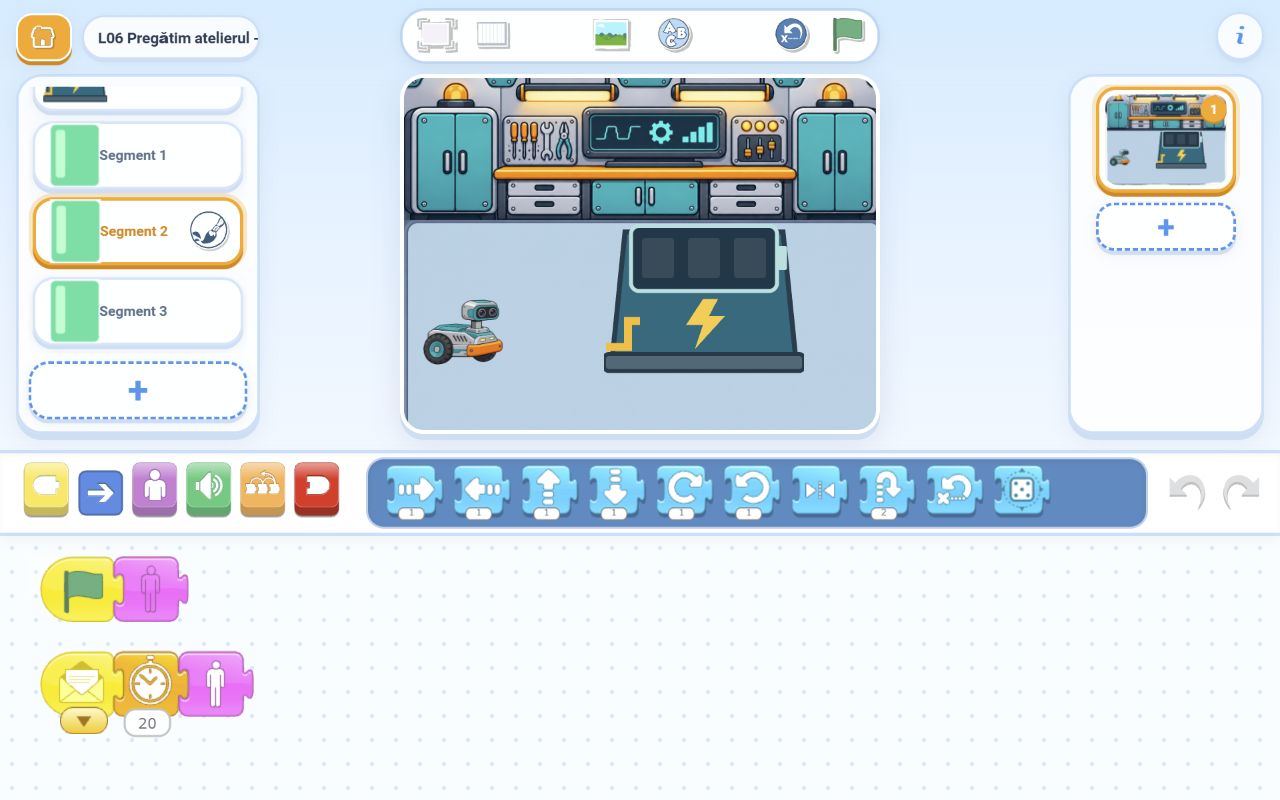 L06 Pregătim atelierul -
A
B
C
x
i
Segment 1
Segment 2
Segment 3
1
1
1
1
1
1
1
2
x
20